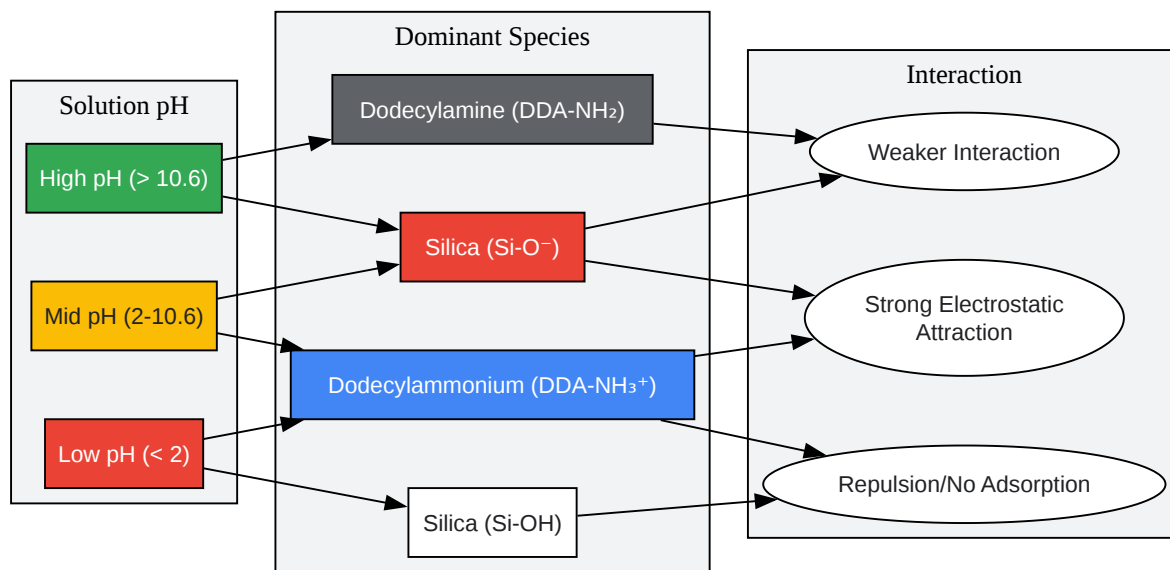 Solution pH
High pH (> 10.6)
Mid pH (2-10.6)
Low pH (< 2)
Dominant Species
Dodecylamine (DDA-NH₂)
Silica (Si-O⁻)
Dodecylammonium (DDA-NH₃⁺)
Silica (Si-OH)
Interaction
Weaker Interaction
Strong Electrostatic
Attraction
Repulsion/No Adsorption